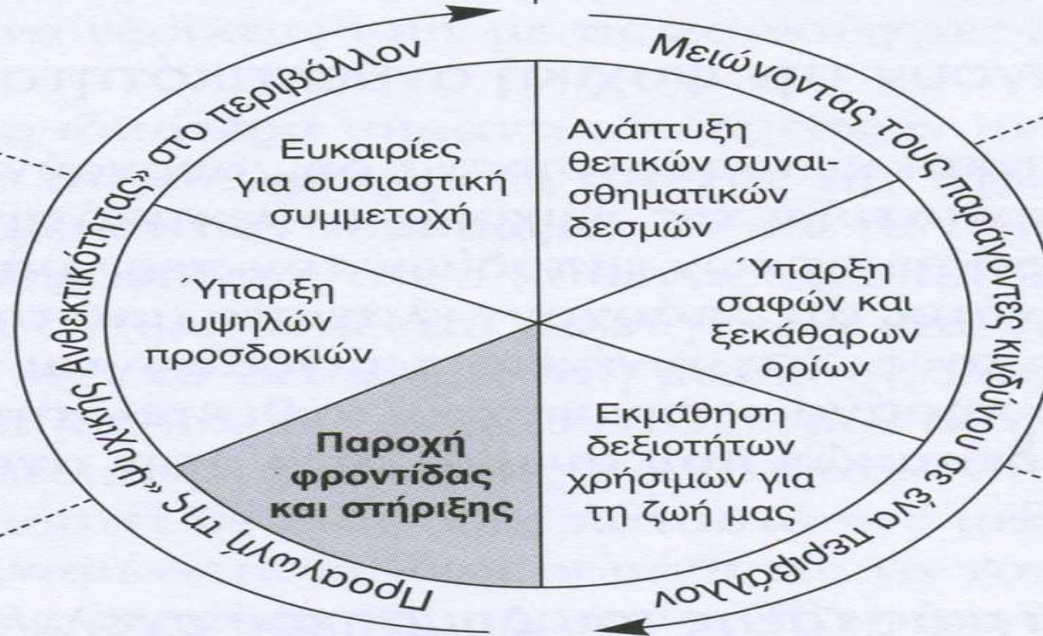 Προαγωγή της «Ψυχικής Ανθεκτικότητας» στο περιβάλλον
Μειώνοντας τους παράγοντες κινδύνου σε ένα περιβάλλον
Ευκαιρίες
για ουσιαστική
συμμετοχή
Ανάπτυξη
θετικών συναι-
σθηματικών
δεσμών
Ύπαρξη
σαφών και
ξεκάθαρων
ορίων
Εκμάθηση
δεξιοτήτων
χρήσιμων για
τη ζωή μας
Παροχή
φροντίδας
και στήριξης
Ύπαρξη
υψηλών
προσδοκιών